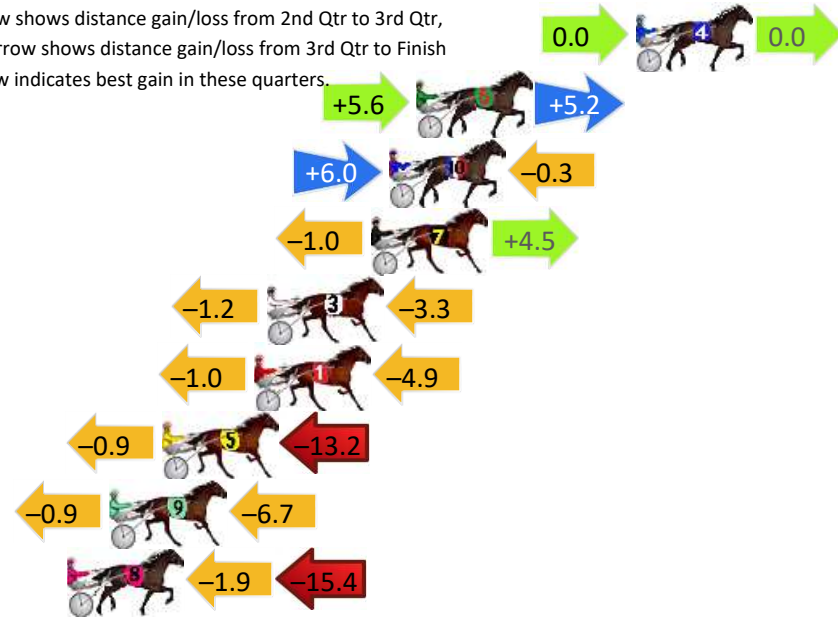 w shows distance gain/loss from 2nd Qtr to 3rd Qtr,
rrow shows distance gain/loss from 3rd Qtr to Finish
w indicates best gain in these quarters.
0.0 4 0.0
+5.6 6 +5.2
+6.0 10 –0.3
–1.0 7 +4.5
–1.2 3 –3.3
–1.0 1 –4.9
–0.9 5 –13.2
–0.9 9 –6.7
8 –1.9 –15.4